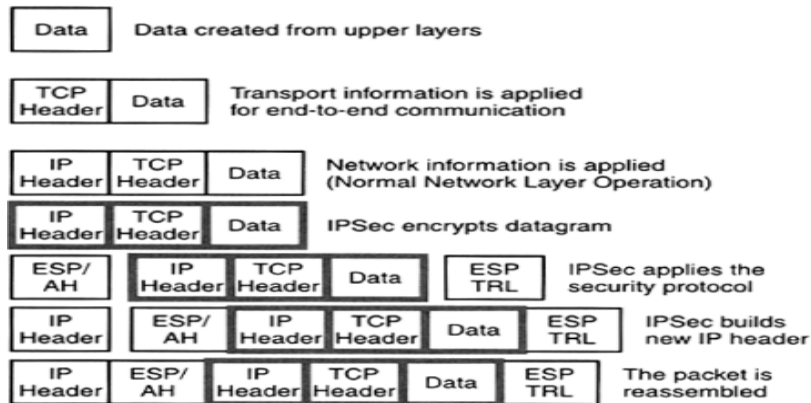 Data Data created from upper layers
TCP Header Data Transport information is applied
for end-to-end communication
IP Header TCP Header Data Network information is applied
(Normal Network Layer Operation)
IP Header TCP Header Data IPSec encrypts datagram
ESP/ AH IP Header TCP Header Data ESP TRL IPSec applies the
security protocol
IP Header ESP/ AH IP Header TCP Header Data ESP TRL IPSec builds
new IP header
IP Header ESP/ AH IP Header TCP Header Data ESP TRL The packet is
reassembled